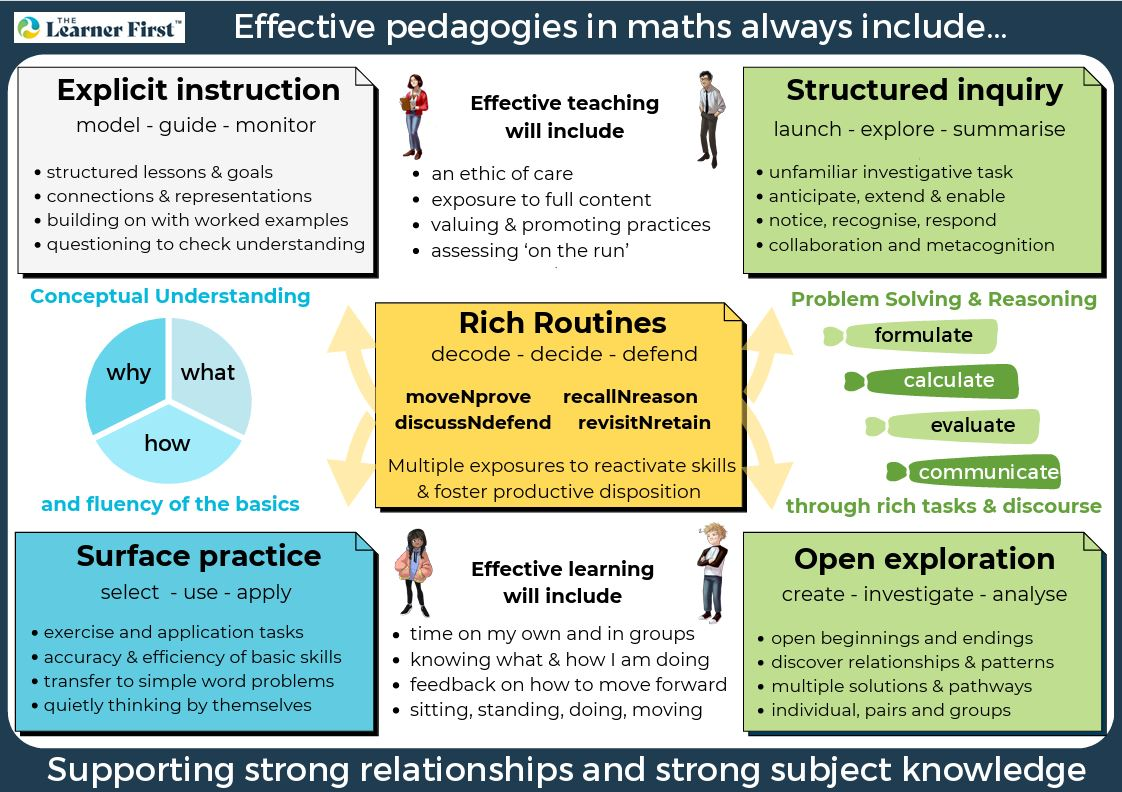 THE
Learner First™
Effective pedagogies in maths always include...
Explicit instruction
model - guide - monitor
• structured lessons & goals
• connections & representations
• building on with worked examples
• questioning to check understanding
Effective teaching
will include
• an ethic of care
• exposure to full content
• valuing & promoting practices
• assessing ‘on the run’
Structured inquiry
launch - explore - summarise
• unfamiliar investigative task
• anticipate, extend & enable
• notice, recognise, respond
• collaboration and metacognition
Conceptual Understanding
why
what
how
and fluency of the basics
Rich Routines
decode - decide - defend
moveNprove recallNreason
discussNdefend revisitNretain
Multiple exposures to reactivate skills
& foster productive disposition
Problem Solving & Reasoning
formulate
calculate
evaluate
communicate
through rich tasks & discourse
Surface practice
select - use - apply
• exercise and application tasks
• accuracy & efficiency of basic skills
• transfer to simple word problems
• quietly thinking by themselves
Effective learning
will include
• time on my own and in groups
• knowing what & how I am doing
• feedback on how to move forward
• sitting, standing, doing, moving
Open exploration
create - investigate - analyse
• open beginnings and endings
• discover relationships & patterns
• multiple solutions & pathways
• individual, pairs and groups
Supporting strong relationships and strong subject knowledge